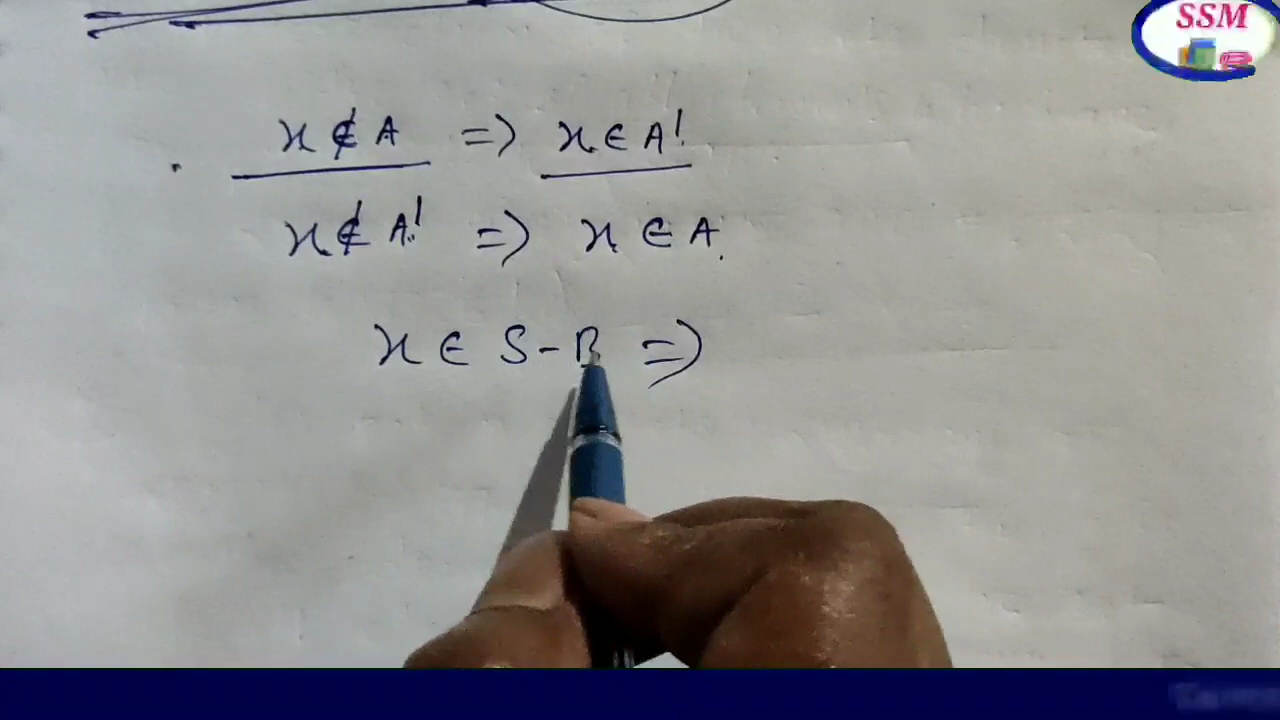 SSM
x ∉ A => x ∈ A'
x ∉ A' => x ∈ A
x ∈ S - B =>